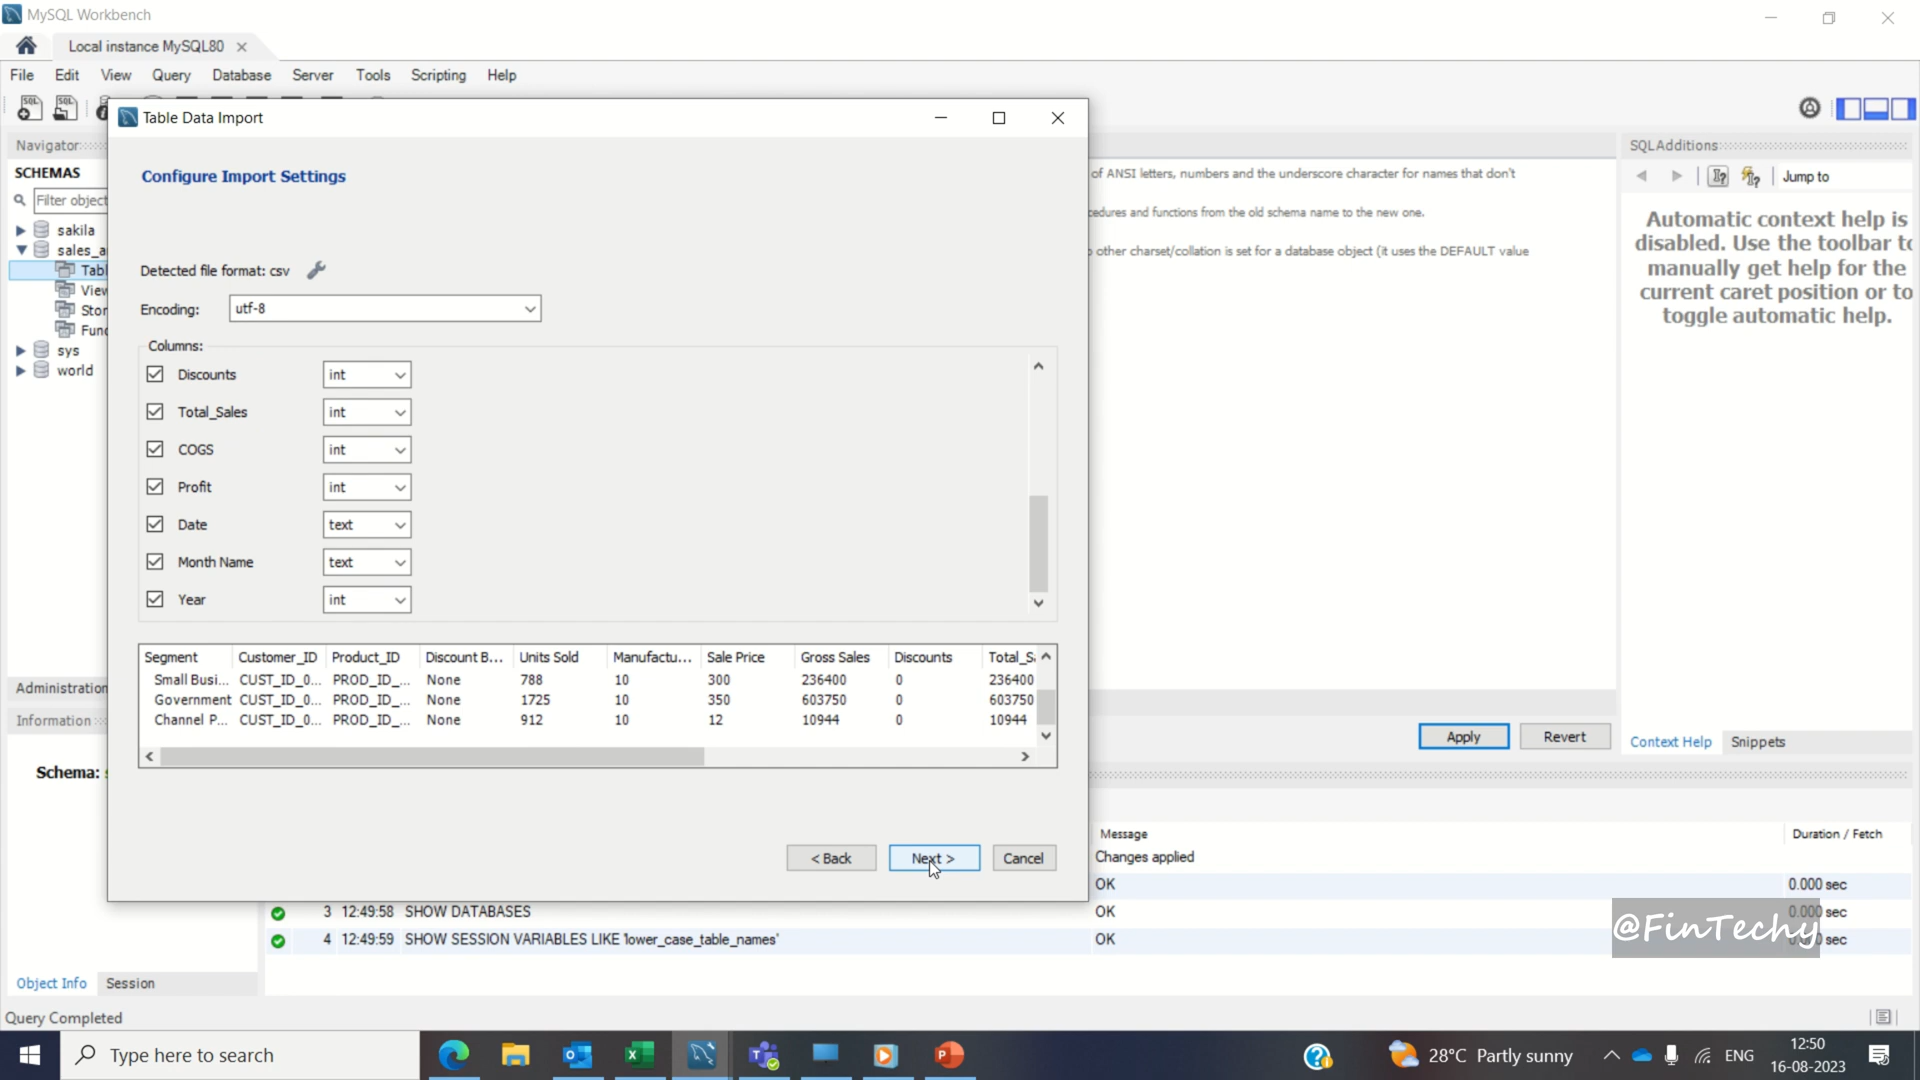 MySQL Workbench
Local instance MySQL80
File Edit View Query Database Server Tools Scripting Help
Table Data Import
Navigator
SQLAdditions
SCHEMAS
Filter object
Jump to
sakila
sales_a
Tabl
View
Stor
Func
sys
world
Configure Import Settings
of ANSI letters, numbers and the underscore character for names that don't
cedures and functions from the old schema name to the new one.
other charset/collation is set for a database object (it uses the DEFAULT value
Automatic context help is
disabled. Use the toolbar to
manually get help for the
current caret position or to
toggle automatic help.
Detected file format: csv
Encoding: utf-8
Columns:
Discounts int
Total_Sales int
COGS int
Profit int
Date text
Month Name text
Year int
Segment Customer_ID Product_ID Discount B... Units Sold Manufactu... Sale Price Gross Sales Discounts Total_S
Small Busi... CUST_ID_0... PROD_ID_... None 788 10 300 236400 0 236400
Government CUST_ID_0... PROD_ID_... None 1725 10 350 603750 0 603750
Channel P... CUST_ID_0... PROD_ID_... None 912 10 12 10944 0 10944
Administration
Information
Schema:
Apply Revert
Context Help Snippets
< Back Next > Cancel
Message Duration / Fetch
Changes applied
OK 0.000 sec
3 12:49:58 SHOW DATABASES OK 0.000 sec
4 12:49:59 SHOW SESSION VARIABLES LIKE 'lower_case_table_names' OK sec
@FinTechy
Object Info Session
Query Completed
Type here to search
28°C Partly sunny
ENG
12:50
16-08-2023